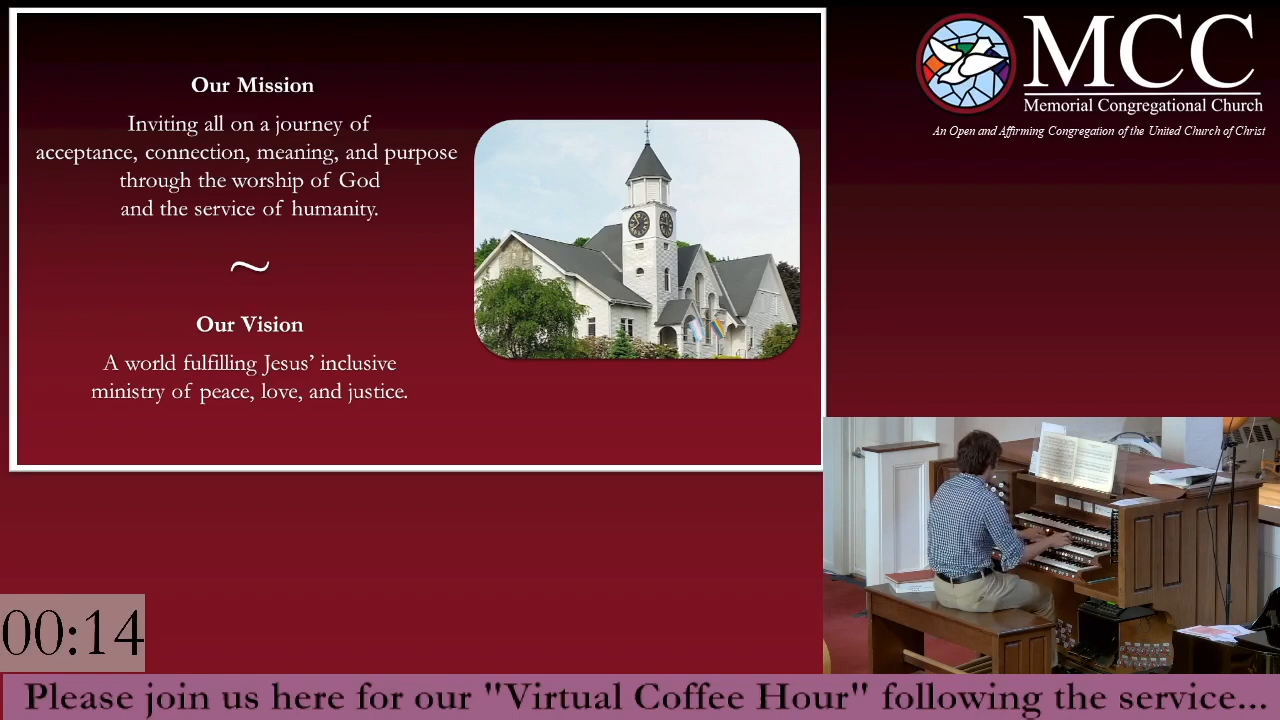 Our Mission
Inviting all on a journey of
acceptance, connection, meaning, and purpose
through the worship of God
and the service of humanity.
~
Our Vision
A world fulfilling Jesus’ inclusive
ministry of peace, love, and justice.
MCC
Memorial Congregational Church
An Open and Affirming Congregation of the United Church of Christ
00:14
Please join us here for our "Virtual Coffee Hour" following the service...